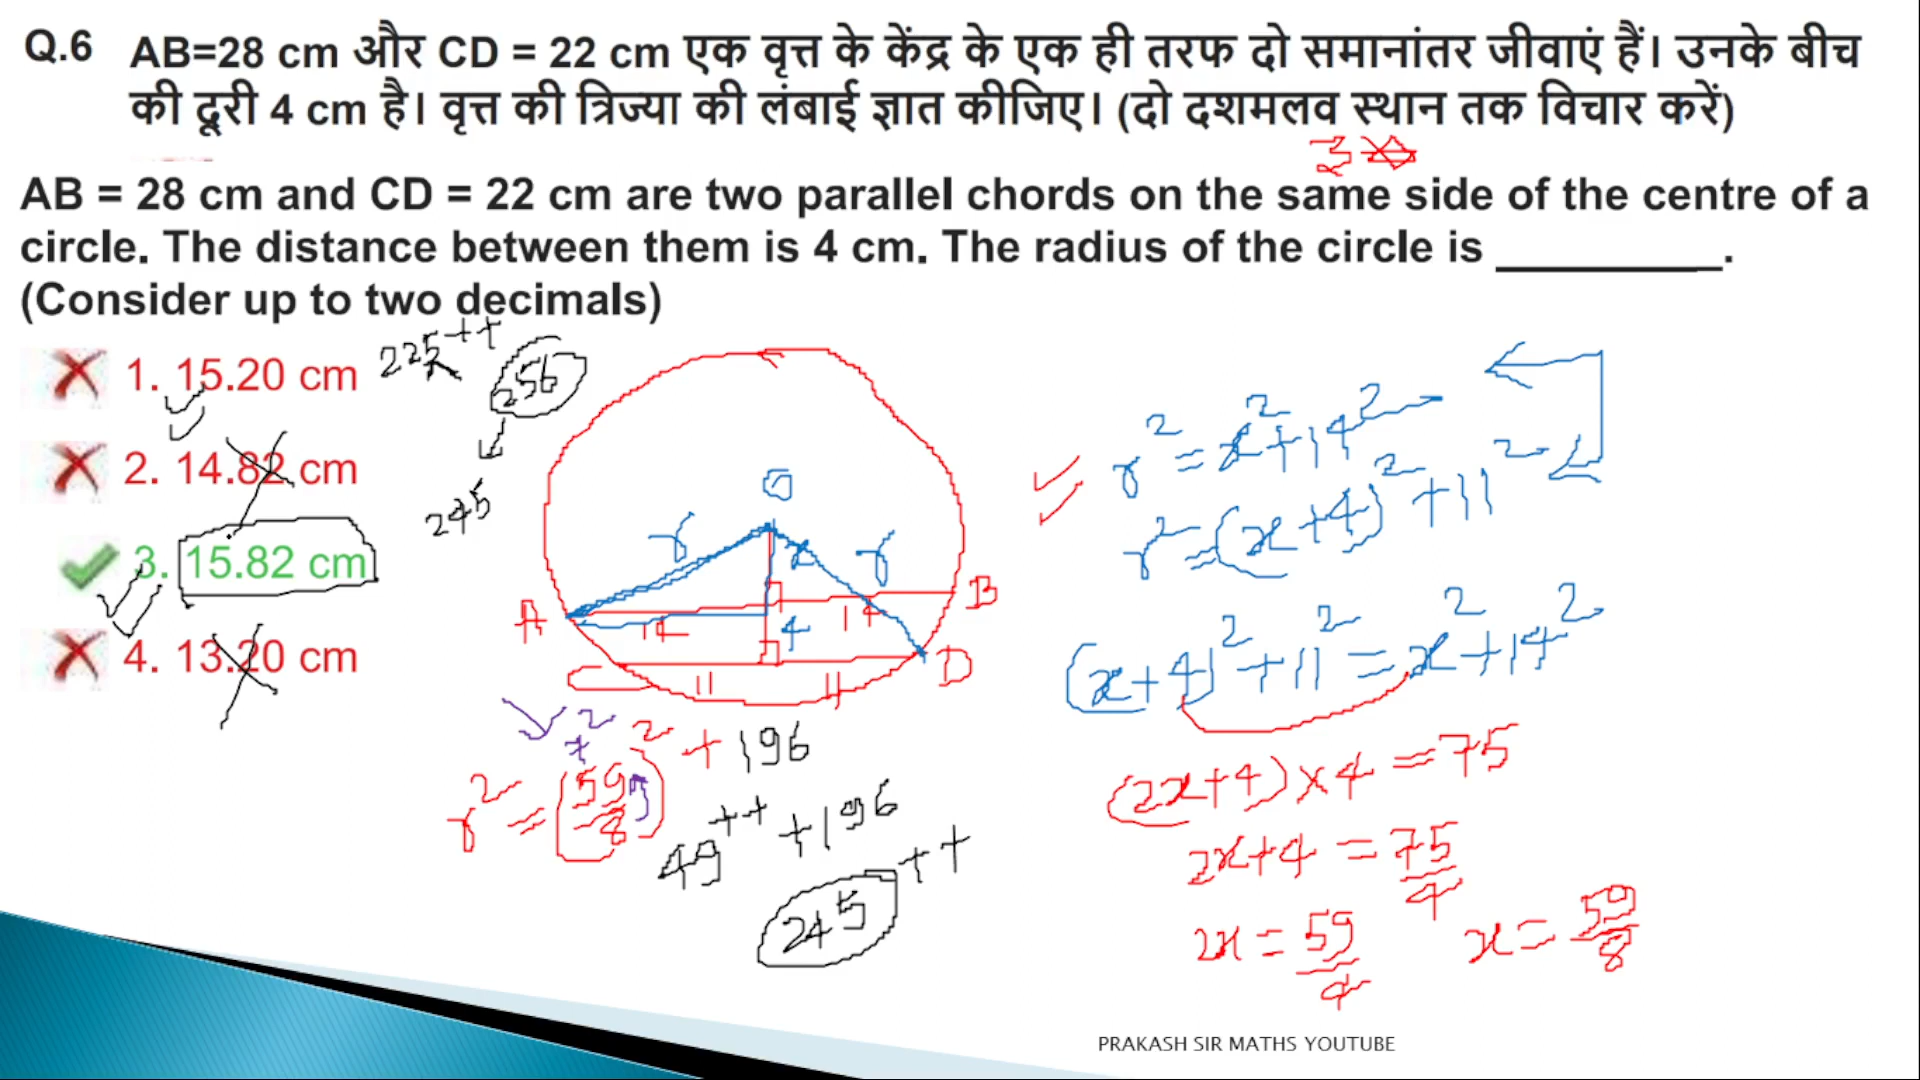 Q.6 AB=28 cm और CD = 22 cm एक वृत्त के केंद्र के एक ही तरफ दो समानांतर जीवाएं हैं। उनके बीच
की दूरी 4 cm है। वृत्त की त्रिज्या की लंबाई ज्ञात कीजिए। (दो दशमलव स्थान तक विचार करें)
AB = 28 cm and CD = 22 cm are two parallel chords on the same side of the centre of a
circle. The distance between them is 4 cm. The radius of the circle is ________.
(Consider up to two decimals)
1. 15.20 cm
2. 14.82 cm
3. 15.82 cm
4. 13.20 cm
225++
256
245
O
r x r
A B
14 4 14
D
11 11
r² = x²+14²
r² = (x+4)²+11²
(x+4)²+11² = x²+14²
(2x+4)×4 = 75
2x+4 = 75/4
2x = 59/4 x = 59/8
x²
r² = (59/8)² + 196
49++ +196
245++
PRAKASH SIR MATHS YOUTUBE